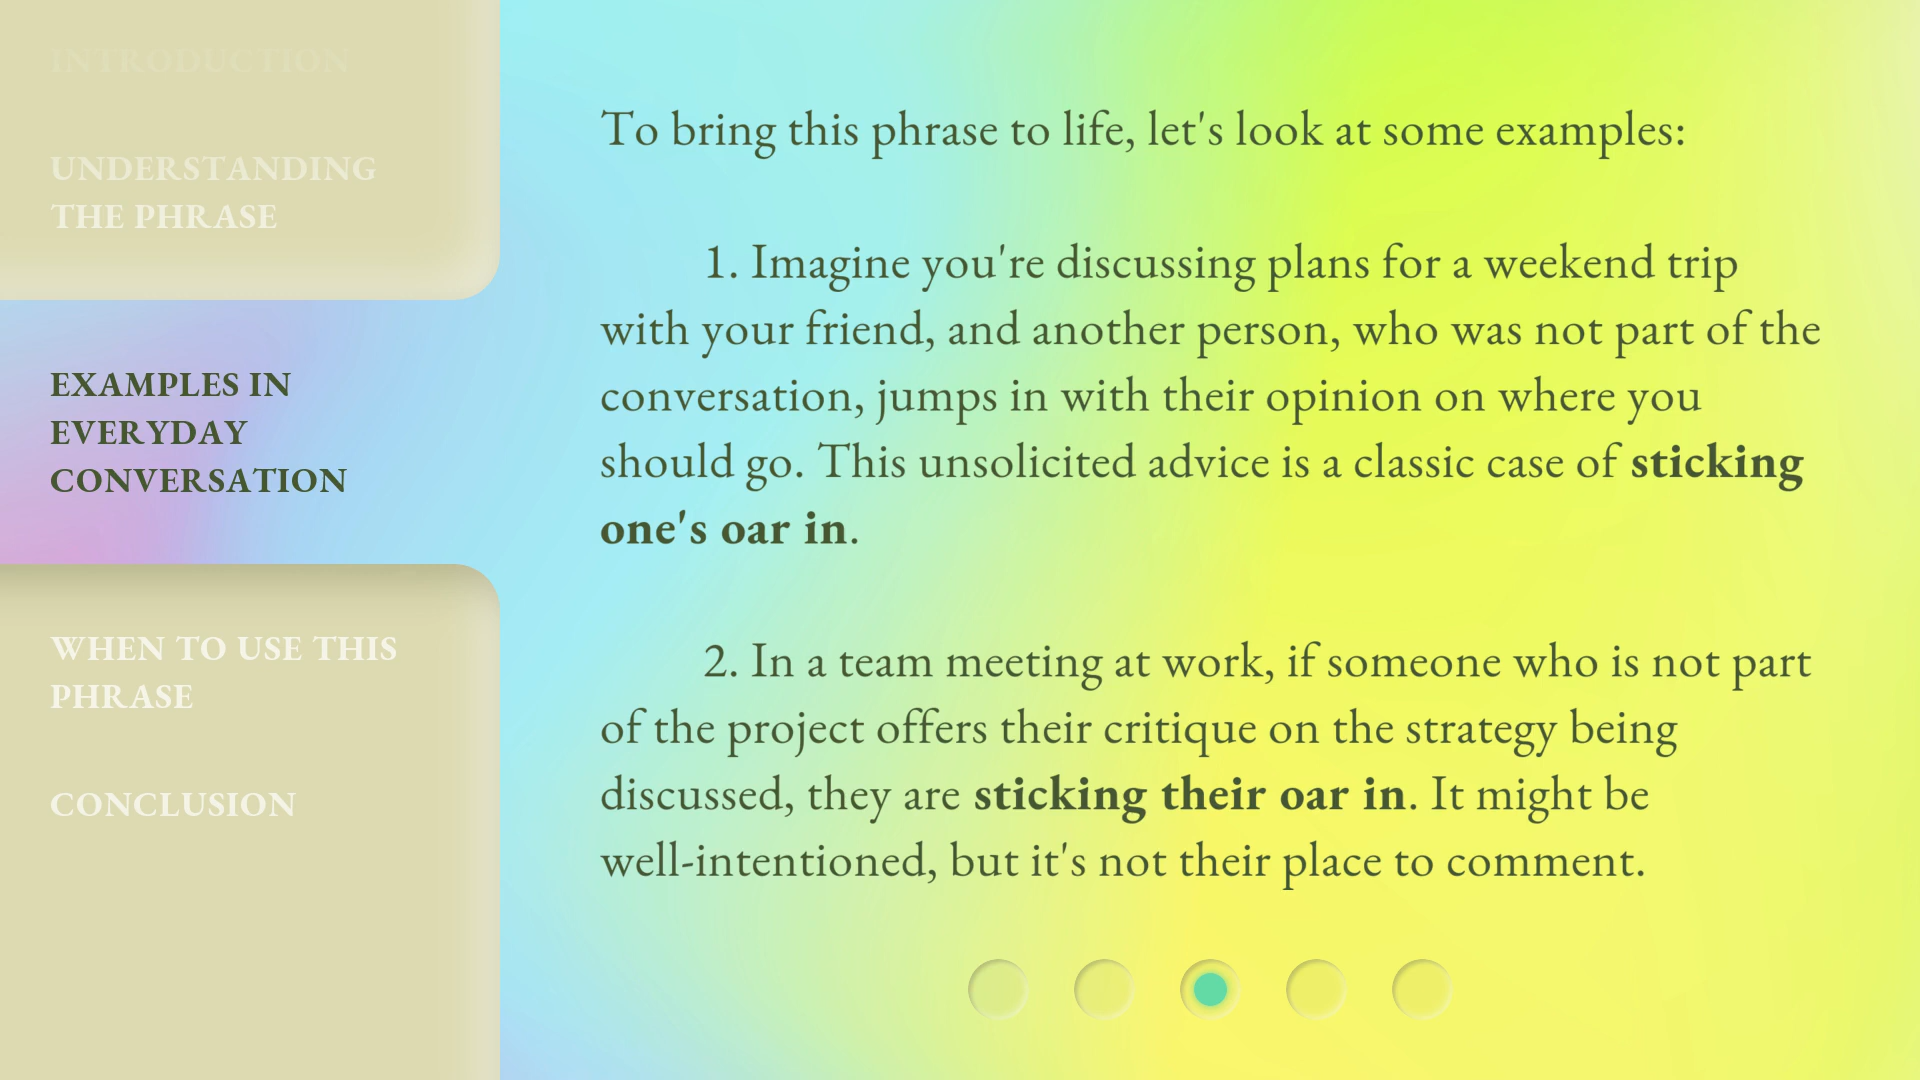 INTRODUCTION
UNDERSTANDING
THE PHRASE
EXAMPLES IN
EVERYDAY
CONVERSATION
WHEN TO USE THIS
PHRASE
CONCLUSION
To bring this phrase to life, let's look at some examples:
1. Imagine you're discussing plans for a weekend trip
with your friend, and another person, who was not part of the
conversation, jumps in with their opinion on where you
should go. This unsolicited advice is a classic case of sticking
one's oar in.
2. In a team meeting at work, if someone who is not part
of the project offers their critique on the strategy being
discussed, they are sticking their oar in. It might be
well-intentioned, but it's not their place to comment.